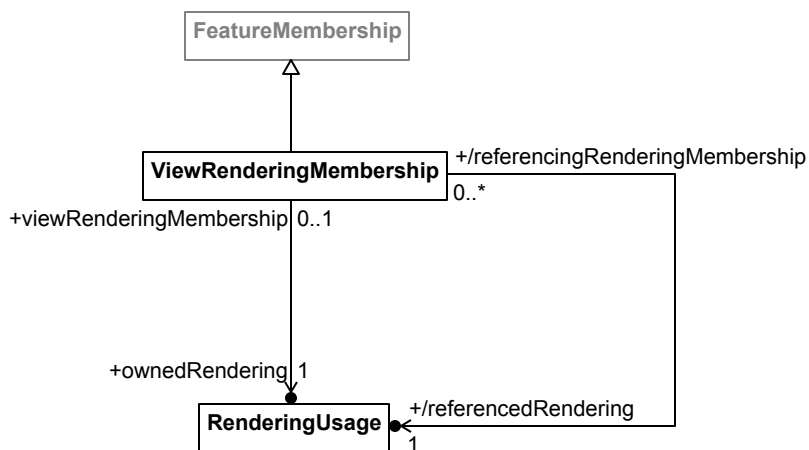 FeatureMembership
+/referencingRenderingMembership
ViewRenderingMembership
0..*
+viewRenderingMembership 0..1
+ownedRendering 1
+/referencedRendering
RenderingUsage
1